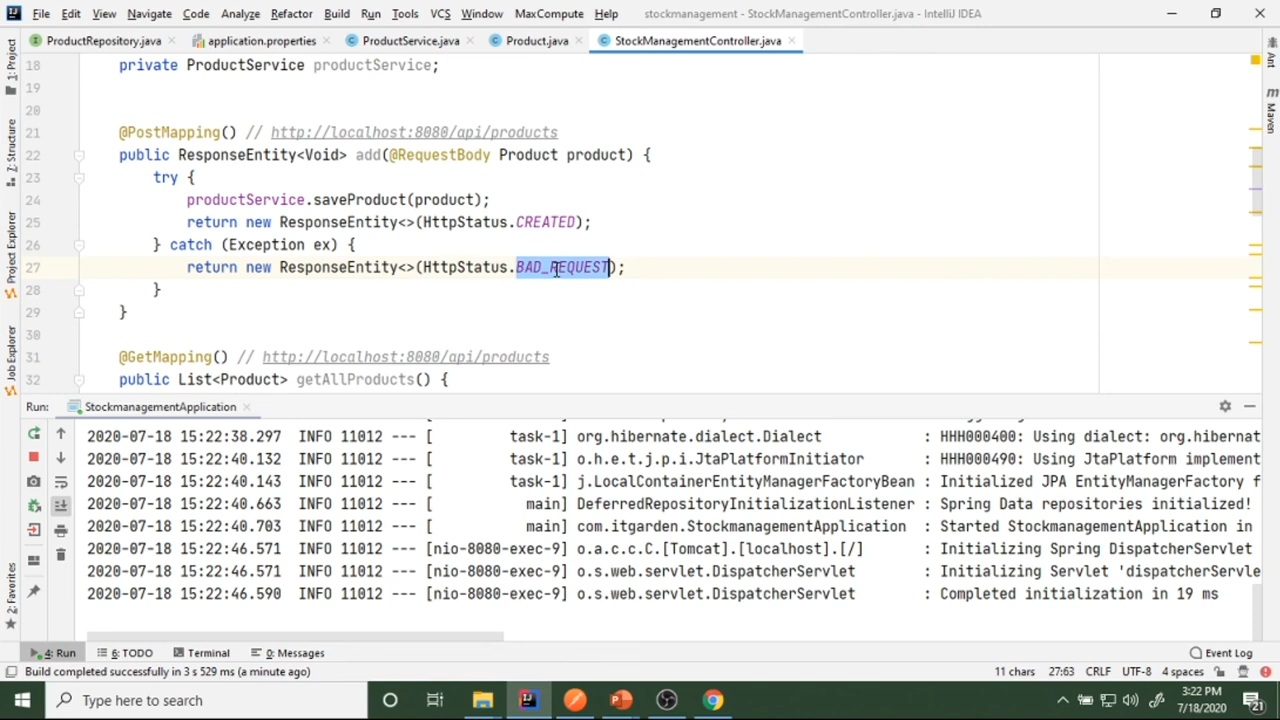 File Edit View Navigate Code Analyze Refactor Build Run Tools VCS Window MaxCompute Help stockmanagement - StockManagementController.java - IntelliJ IDEA
ProductRepository.java application.properties ProductService.java Product.java StockManagementController.java
1: Project
Z: Structure
Project Explorer
Job Explorer
2: Favorites
Ant
Maven
18 private ProductService productService;
19
20
21 @PostMapping() // http://localhost:8080/api/products
22 public ResponseEntity<Void> add(@RequestBody Product product) {
23 try {
24 productService.saveProduct(product);
25 return new ResponseEntity<>(HttpStatus.CREATED);
26 } catch (Exception ex) {
27 return new ResponseEntity<>(HttpStatus.BAD_REQUEST);
28 }
29 }
30
31 @GetMapping() // http://localhost:8080/api/products
32 public List<Product> getAllProducts() {
Run: StockmanagementApplication
2020-07-18 15:22:38.297 INFO 11012 --- [ task-1] org.hibernate.dialect.Dialect : HHH000400: Using dialect: org.hibernat
2020-07-18 15:22:40.132 INFO 11012 --- [ task-1] o.h.e.t.j.p.i.JtaPlatformInitiator : HHH000490: Using JtaPlatform implement
2020-07-18 15:22:40.143 INFO 11012 --- [ task-1] j.LocalContainerEntityManagerFactoryBean : Initialized JPA EntityManagerFactory f
2020-07-18 15:22:40.663 INFO 11012 --- [ main] DeferredRepositoryInitializationListener : Spring Data repositories initialized!
2020-07-18 15:22:40.703 INFO 11012 --- [ main] com.itgarden.StockmanagementApplication : Started StockmanagementApplication in
2020-07-18 15:22:46.571 INFO 11012 --- [nio-8080-exec-9] o.a.c.c.C.[Tomcat].[localhost].[/] : Initializing Spring DispatcherServlet
2020-07-18 15:22:46.571 INFO 11012 --- [nio-8080-exec-9] o.s.web.servlet.DispatcherServlet : Initializing Servlet 'dispatcherServle
2020-07-18 15:22:46.590 INFO 11012 --- [nio-8080-exec-9] o.s.web.servlet.DispatcherServlet : Completed initialization in 19 ms
4: Run 6: TODO Terminal 0: Messages Event Log
Build completed successfully in 3 s 529 ms (a minute ago) 11 chars 27:63 CRLF UTF-8 4 spaces
Type here to search 3:22 PM
7/18/2020 21